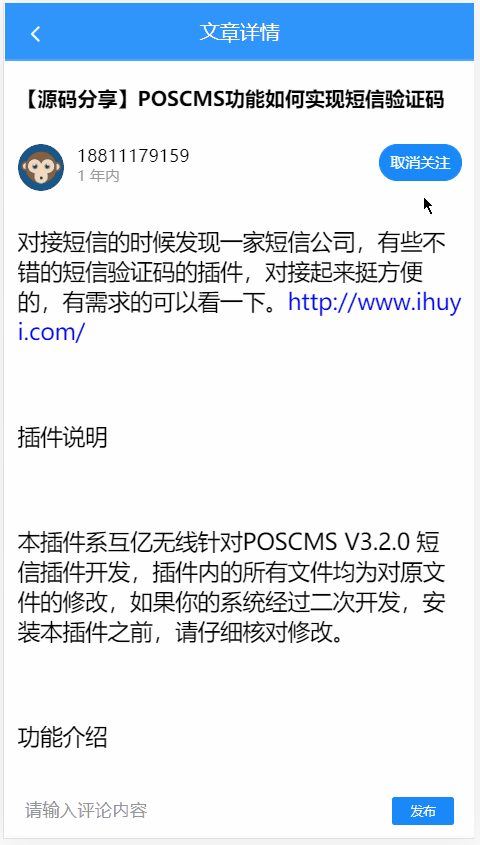 文章详情
【源码分享】POSCMS功能如何实现短信验证码
18811179159
取消关注
1 年内
对接短信的时候发现一家短信公司，有些不
错的短信验证码的插件，对接起来挺方便
的，有需求的可以看一下。http://www.ihuy
i.com/
插件说明
本插件系互亿无线针对POSCMS V3.2.0 短
信插件开发，插件内的所有文件均为对原文
件的修改，如果你的系统经过二次开发，安
装本插件之前，请仔细核对修改。
功能介绍
请输入评论内容
发布